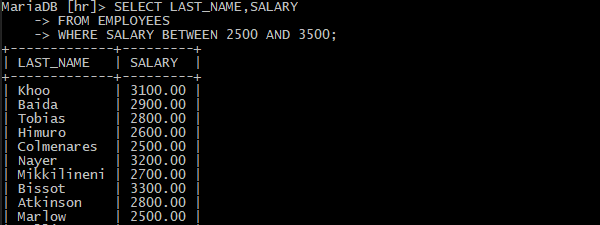 MariaDB [hr]> SELECT LAST_NAME,SALARY
    -> FROM EMPLOYEES
    -> WHERE SALARY BETWEEN 2500 AND 3500;
+-------------+---------+
| LAST_NAME   | SALARY  |
+-------------+---------+
| Khoo        | 3100.00 |
| Baida       | 2900.00 |
| Tobias      | 2800.00 |
| Himuro      | 2600.00 |
| Colmenares  | 2500.00 |
| Nayer       | 3200.00 |
| Mikkilineni | 2700.00 |
| Bissot      | 3300.00 |
| Atkinson    | 2800.00 |
| Marlow      | 2500.00 |